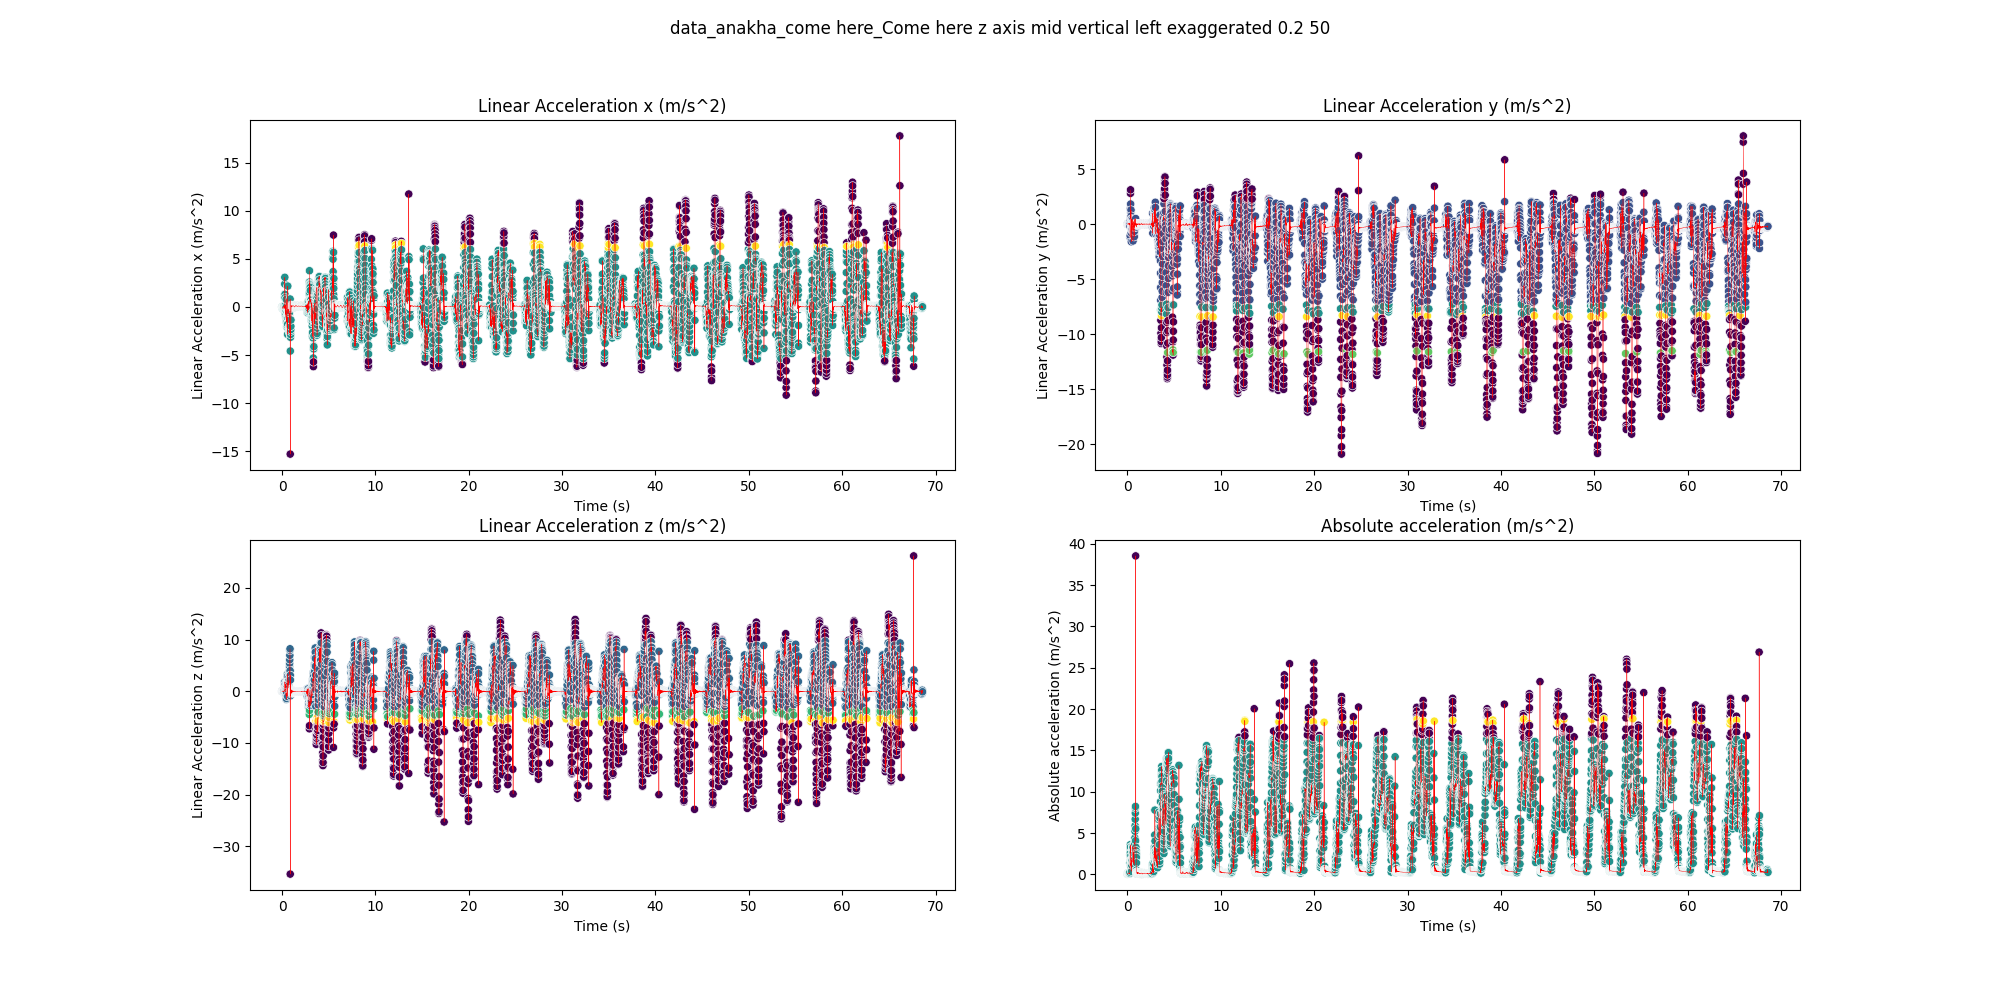 data_anakha_come here_Come here z axis mid vertical left exaggerated 0.2 50
Linear Acceleration x (m/s^2)
Linear Acceleration x (m/s^2)
15
10
5
0
−5
−10
−15
0 10 20 30 40 50 60 70
Time (s)
Linear Acceleration y (m/s^2)
Linear Acceleration y (m/s^2)
5
0
−5
−10
−15
−20
0 10 20 30 40 50 60 70
Time (s)
Linear Acceleration z (m/s^2)
Linear Acceleration z (m/s^2)
20
10
0
−10
−20
−30
0 10 20 30 40 50 60 70
Time (s)
Absolute acceleration (m/s^2)
Absolute acceleration (m/s^2)
40
35
30
25
20
15
10
5
0
0 10 20 30 40 50 60 70
Time (s)